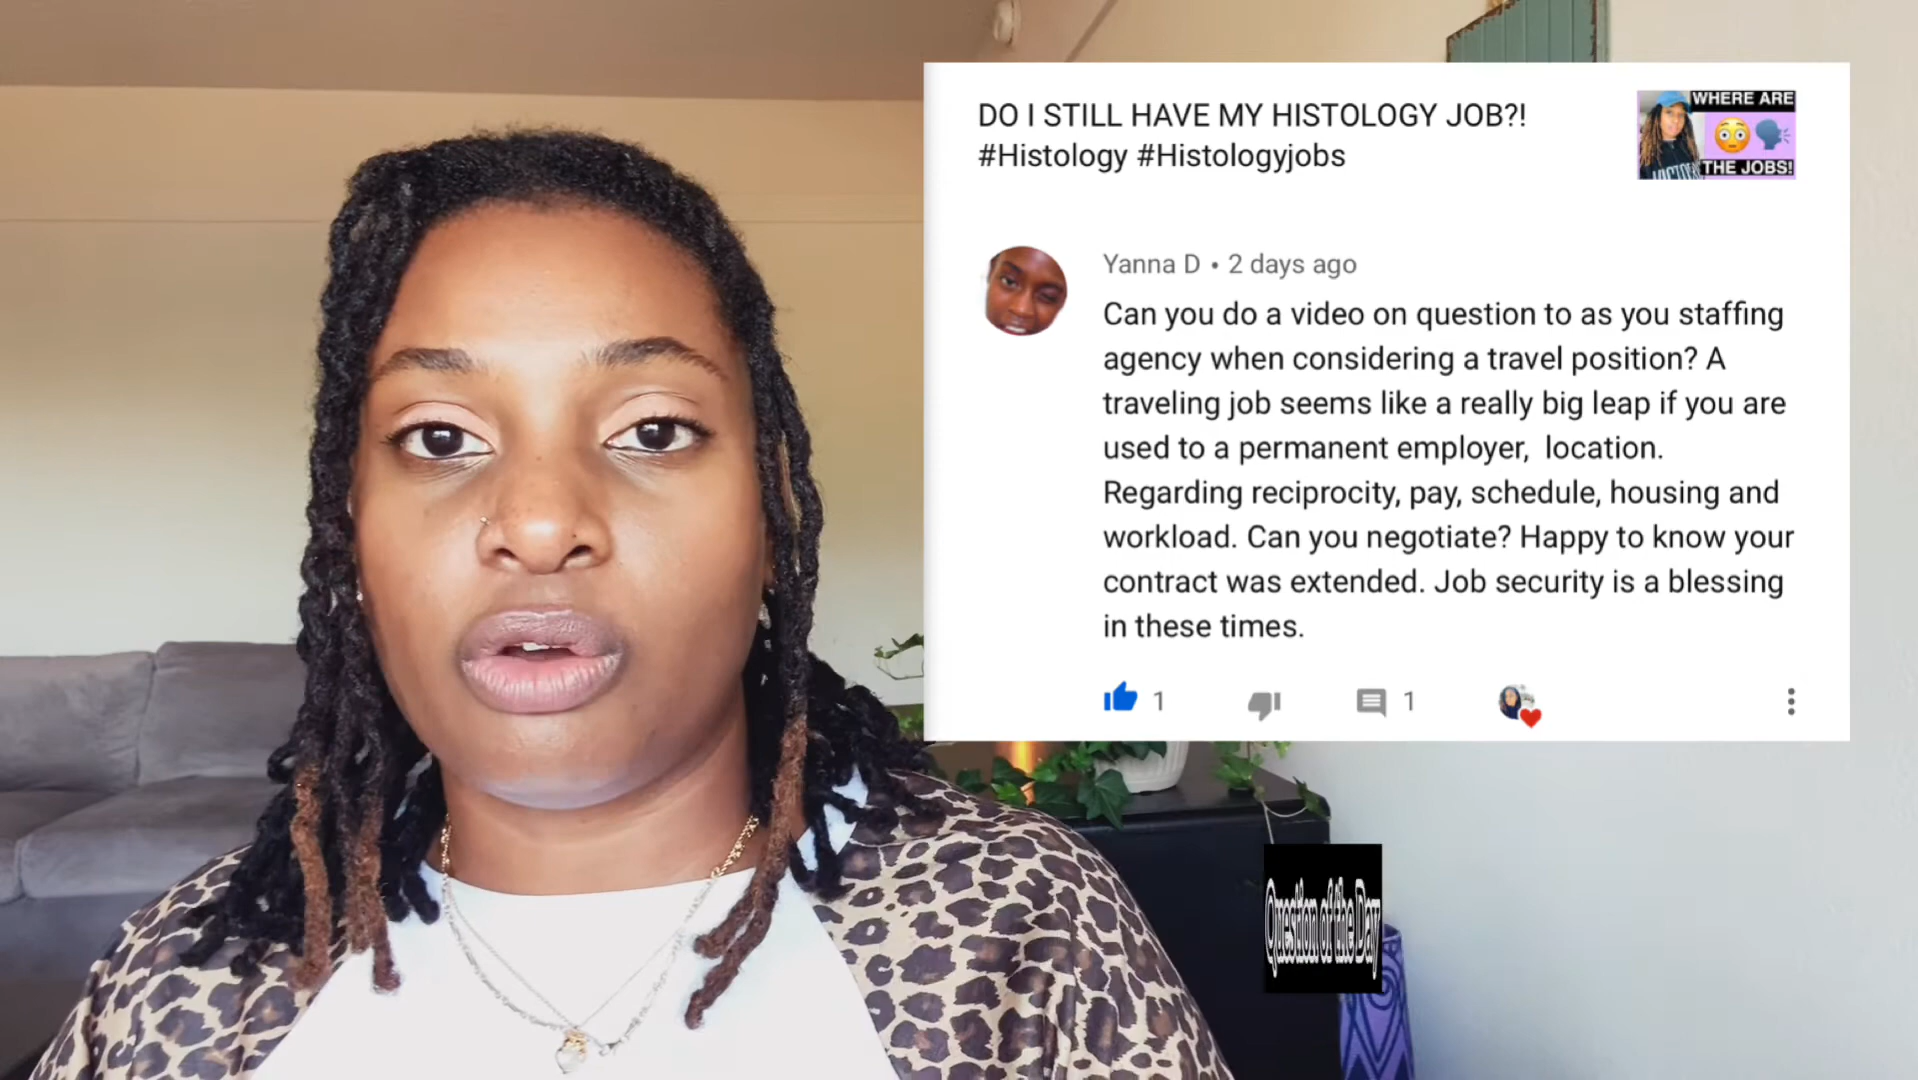 DO I STILL HAVE MY HISTOLOGY JOB?!
#Histology #Histologyjobs
WHERE ARE
THE JOBS!
Yanna D • 2 days ago
Can you do a video on question to as you staffing
agency when considering a travel position? A
traveling job seems like a really big leap if you are
used to a permanent employer, location.
Regarding reciprocity, pay, schedule, housing and
workload. Can you negotiate? Happy to know your
contract was extended. Job security is a blessing
in these times.
1
1
Question of the Day